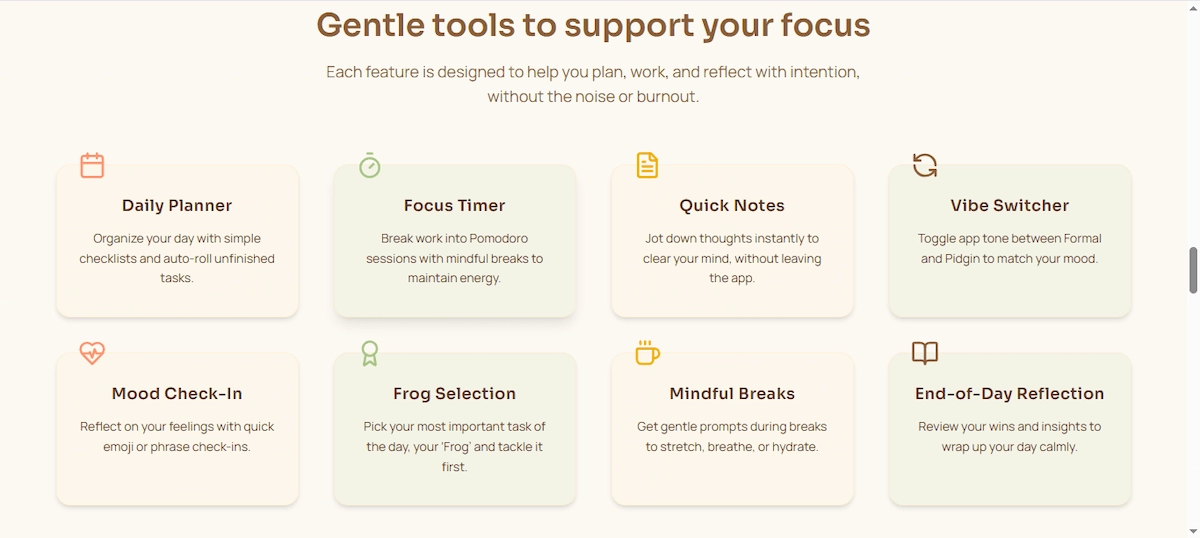 Gentle tools to support your focus
Each feature is designed to help you plan, work, and reflect with intention,
without the noise or burnout.
Daily Planner
Organize your day with simple
checklists and auto-roll unfinished
tasks.
Focus Timer
Break work into Pomodoro
sessions with mindful breaks to
maintain energy.
Quick Notes
Jot down thoughts instantly to
clear your mind, without leaving
the app.
Vibe Switcher
Toggle app tone between Formal
and Pidgin to match your mood.
Mood Check-In
Reflect on your feelings with quick
emoji or phrase check-ins.
Frog Selection
Pick your most important task of
the day, your ‘Frog’ and tackle it
first.
Mindful Breaks
Get gentle prompts during breaks
to stretch, breathe, or hydrate.
End-of-Day Reflection
Review your wins and insights to
wrap up your day calmly.